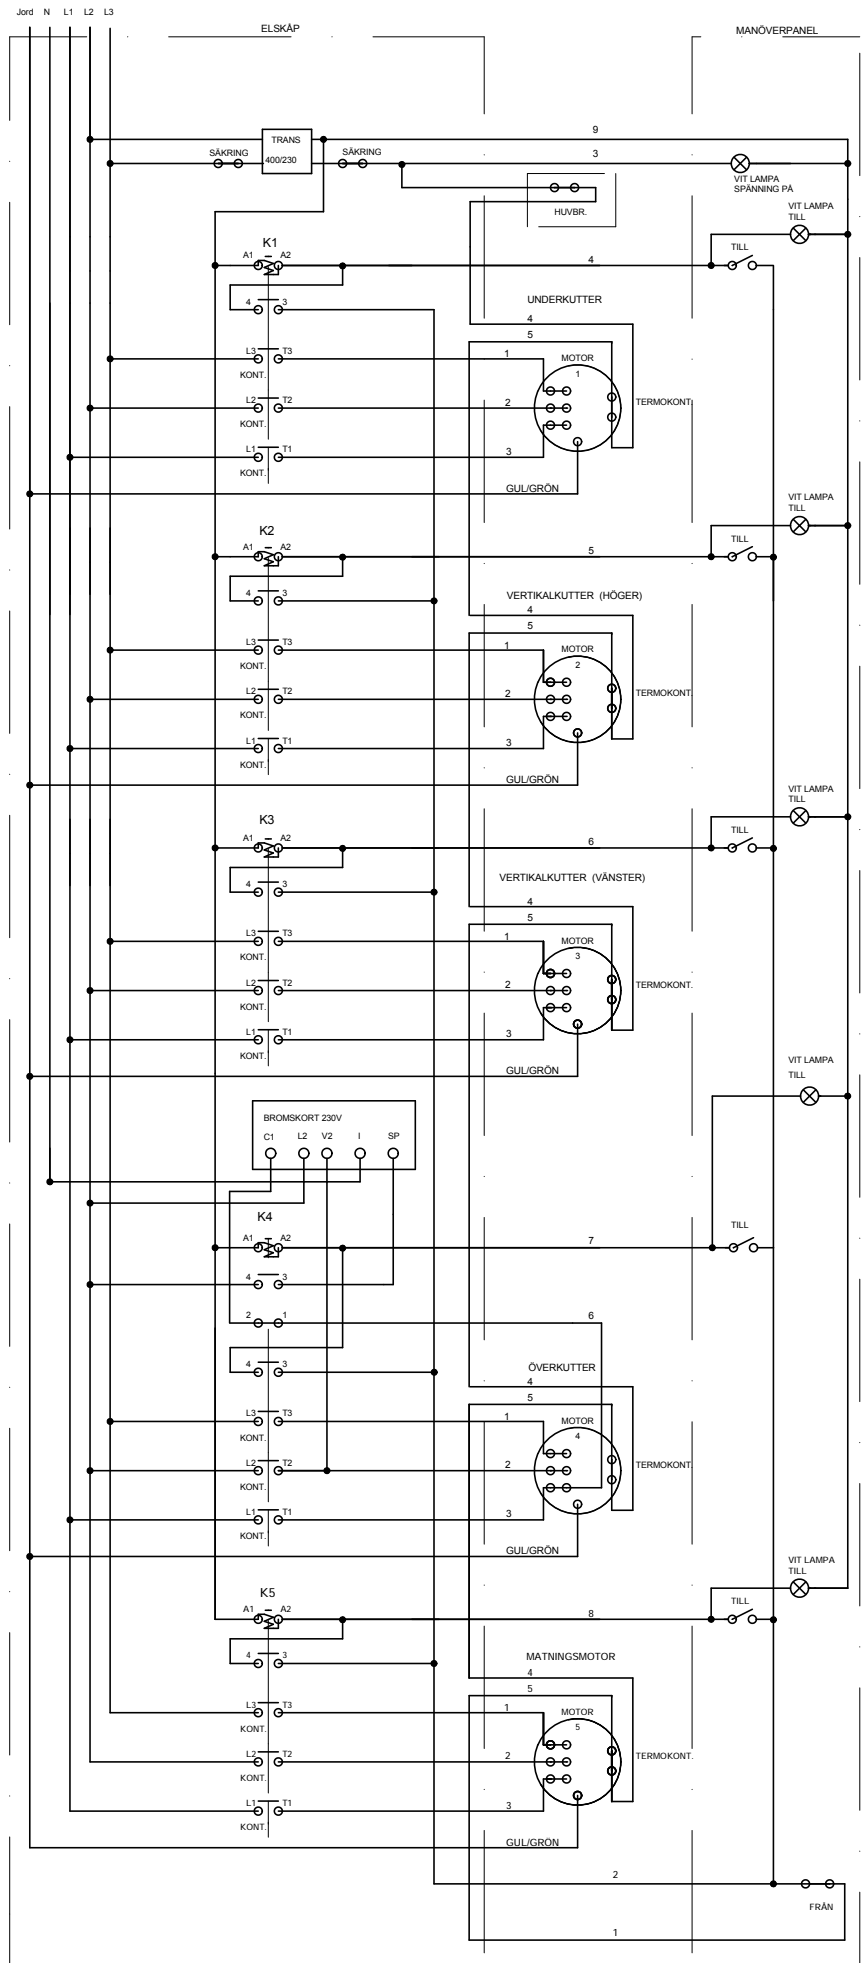 Jord N L1 L2 L3
ELSKÅP
MANÖVERPANEL
9
TRANS
400/230
SÄKRING
SÄKRING
3
VIT LAMPA
SPÄNNING PÅ
HUVBR.
VIT LAMPA
TILL
K1
A1 A2
4
TILL
4 3
UNDERKUTTER
4
5
L3 T3
KONT.
1
MOTOR
1
L2 T2
KONT.
2
TERMOKONT.
L1 T1
KONT.
3
GUL/GRÖN
VIT LAMPA
TILL
K2
A1 A2
5
TILL
4 3
VERTIKALKUTTER (HÖGER)
4
5
L3 T3
KONT.
1
MOTOR
2
L2 T2
KONT.
2
TERMOKONT.
L1 T1
KONT.
3
GUL/GRÖN
VIT LAMPA
TILL
K3
A1 A2
6
TILL
4 3
VERTIKALKUTTER (VÄNSTER)
4
5
L3 T3
KONT.
1
MOTOR
3
L2 T2
KONT.
2
TERMOKONT.
L1 T1
KONT.
3
GUL/GRÖN
VIT LAMPA
TILL
BROMSKORT 230V
C1 L2 V2 I SP
K4
A1 A2
7
TILL
4 3
2 1
6
4 3
ÖVERKUTTER
4
5
L3 T3
KONT.
1
MOTOR
4
L2 T2
KONT.
2
TERMOKONT.
L1 T1
KONT.
3
GUL/GRÖN
VIT LAMPA
TILL
K5
A1 A2
8
TILL
4 3
MATNINGSMOTOR
4
5
L3 T3
KONT.
1
MOTOR
5
L2 T2
KONT.
2
TERMOKONT.
L1 T1
KONT.
3
GUL/GRÖN
2
FRÅN
1